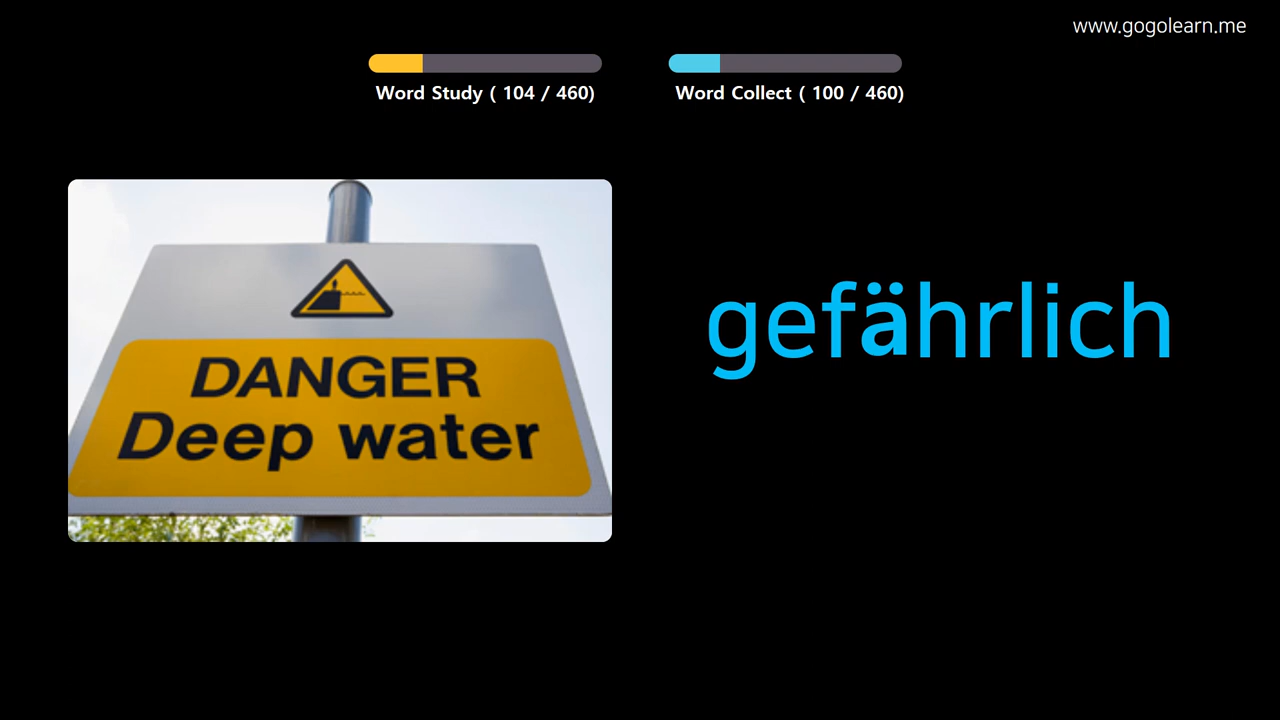 www.gogolearn.me
Word Study ( 104 / 460)
Word Collect ( 100 / 460)
DANGER
Deep water
gefährlich